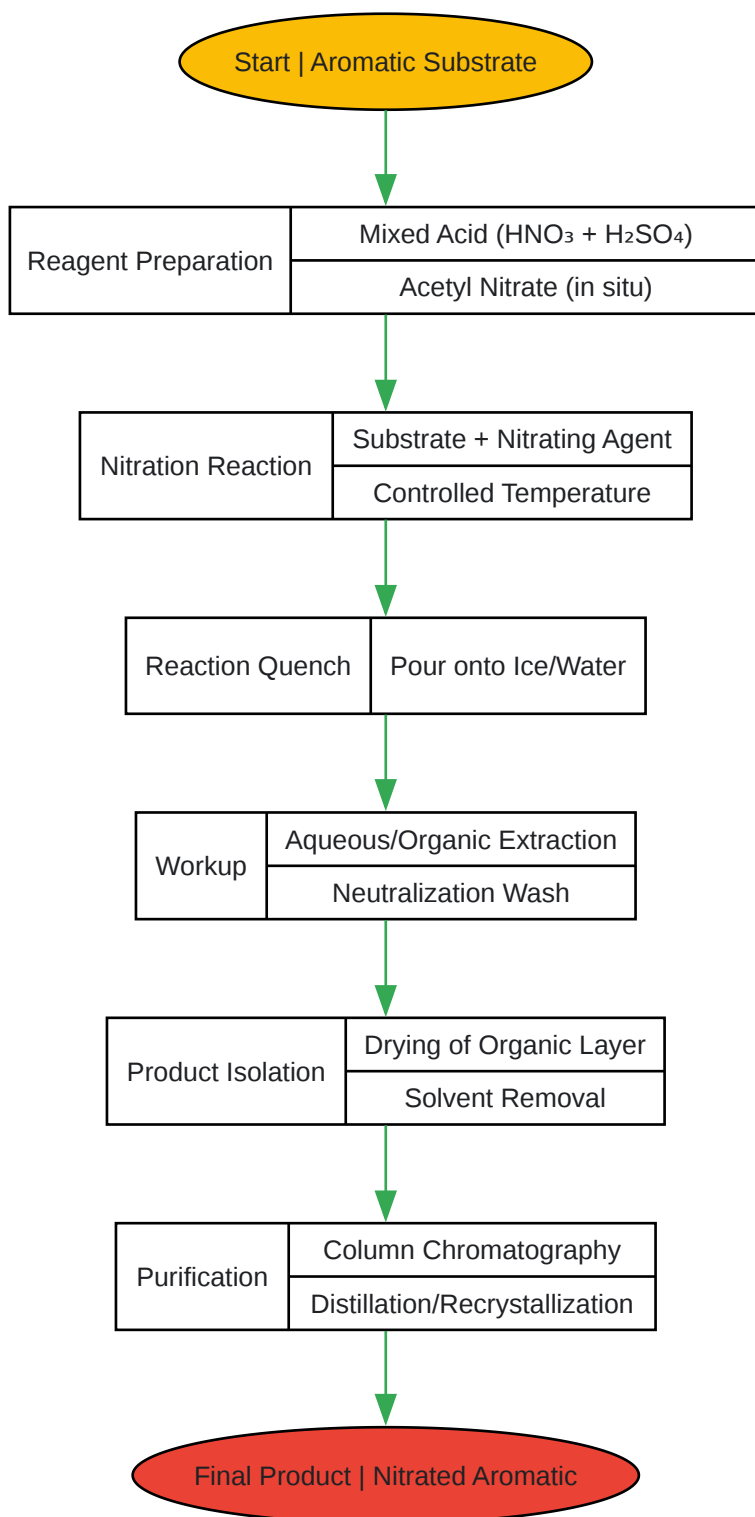 Start | Aromatic Substrate
Reagent Preparation
Mixed Acid (HNO₃ + H₂SO₄)
Acetyl Nitrate (in situ)
Nitration Reaction
Substrate + Nitrating Agent
Controlled Temperature
Reaction Quench
Pour onto Ice/Water
Workup
Aqueous/Organic Extraction
Neutralization Wash
Product Isolation
Drying of Organic Layer
Solvent Removal
Purification
Column Chromatography
Distillation/Recrystallization
Final Product | Nitrated Aromatic